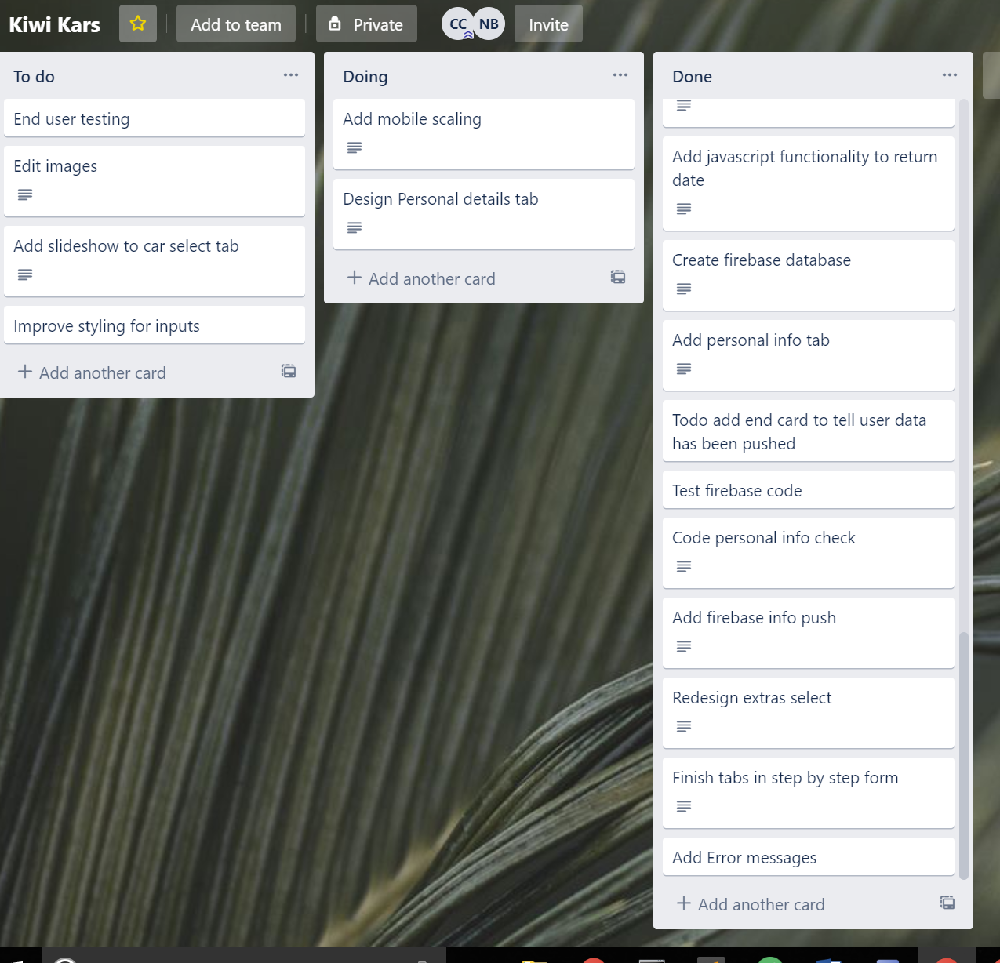 Kiwi Kars
Add to team
Private
CC
NB
Invite
To do
End user testing
Edit images
Add slideshow to car select tab
Improve styling for inputs
Add another card
Doing
Add mobile scaling
Design Personal details tab
Add another card
Done
Add javascript functionality to return
date
Create firebase database
Add personal info tab
Todo add end card to tell user data
has been pushed
Test firebase code
Code personal info check
Add firebase info push
Redesign extras select
Finish tabs in step by step form
Add Error messages
Add another card